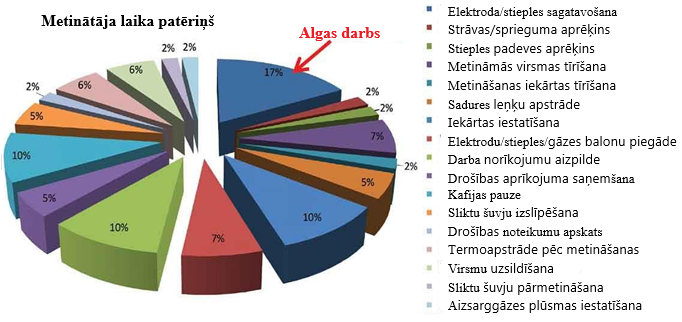 Metinātāja laika patēriņš
Algas darbs
17%
2%
2%
7%
2%
5%
10%
7%
10%
5%
10%
5%
2%
6%
6%
2%
2%
Elektroda/stieples sagatavošana
Strāvas/sprieguma aprēķins
Stieples padeves aprēķins
Metināmās virsmas tīrīšana
Metināšanas iekārtas tīrīšana
Sadures leņķu apstrāde
Iekārtas iestatīšana
Elektrodu/stieples/gāzes balonu piegāde
Darba norīkojumu aizpilde
Drošības aprīkojuma saņemšana
Kafijas pauze
Sliktu šuvju izslīpēšana
Drošības noteikumu apskats
Termoapstrāde pēc metināšanas
Virsmu uzsildīšana
Sliktu šuvju pārmetināšana
Aizsarggāzes plūsmas iestatīšana